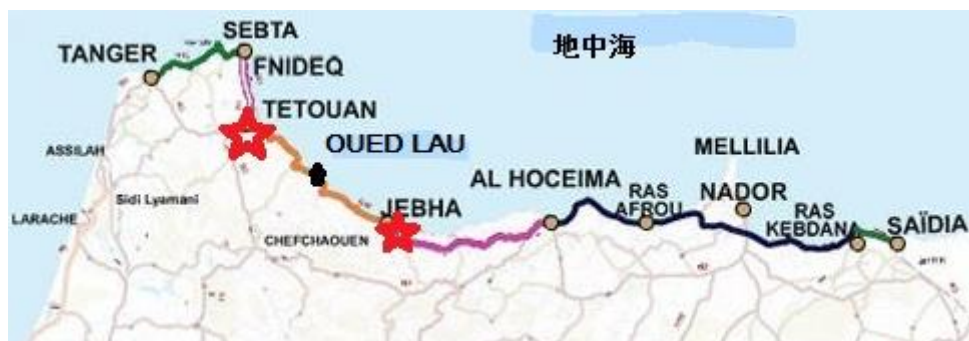 地中海
SEBTA
TANGER
FNIDEQ
TETOUAN
ASSILAH
OUED LAU
MELLILIA
Sidi Lyamani
AL HOCEIMA
RAS
AFROU
NADOR
LARACHE
JEBHA
RAS
KEBDANA
SAÏDIA
CHEFCHAOUEN